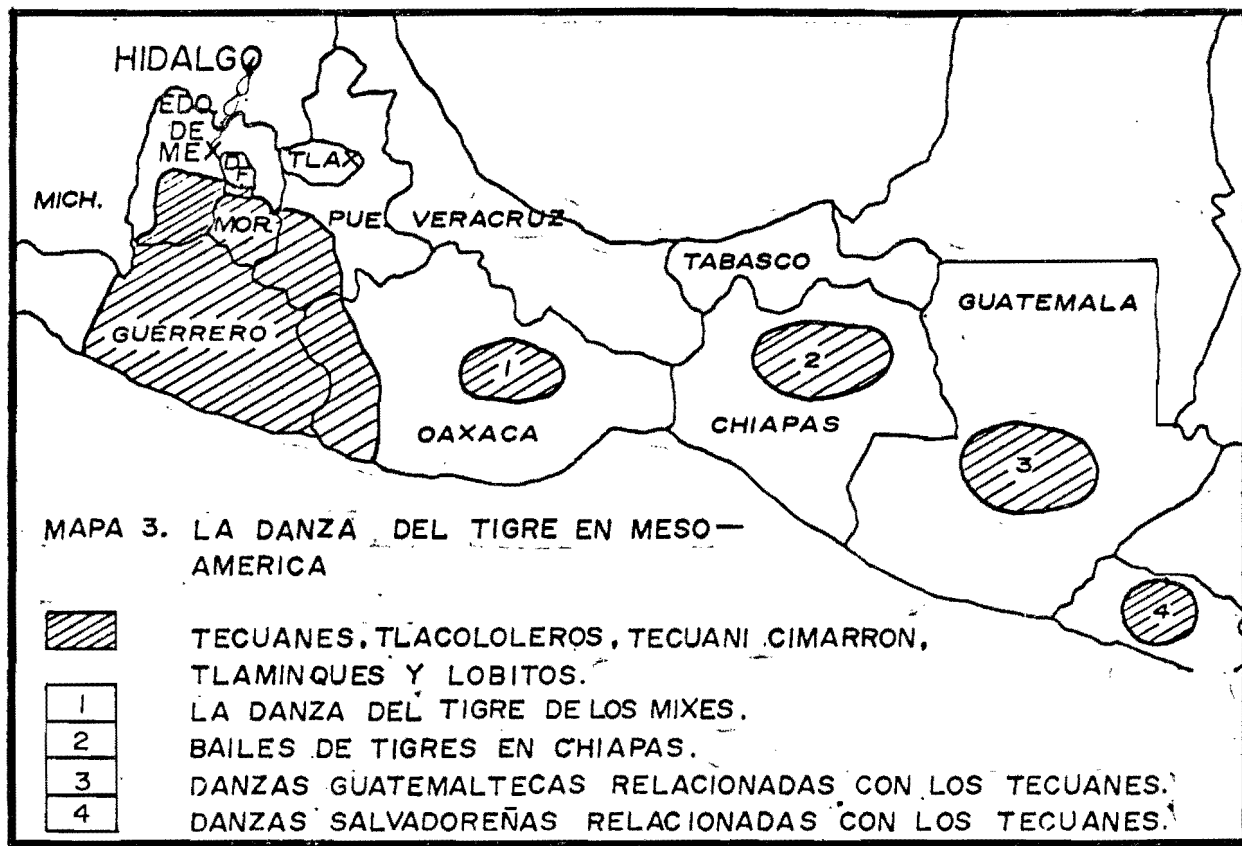 HIDALGO
EDO.
DE
MEX
D.
F.
TLAX
MICH.
MOR.
PUE.
VERACRUZ
TABASCO
GUATEMALA
GUERRERO
1
2
OAXACA
CHIAPAS
3
4
MAPA 3. LA DANZA DEL TIGRE EN MESO—
AMERICA
TECUANES, TLACOLOLEROS, TECUANI CIMARRON,
TLAMINQUES Y LOBITOS.
1 LA DANZA DEL TIGRE DE LOS MIXES.
2 BAILES DE TIGRES EN CHIAPAS.
3 DANZAS GUATEMALTECAS RELACIONADAS CON LOS TECUANES.
4 DANZAS SALVADOREÑAS RELACIONADAS CON LOS TECUANES.